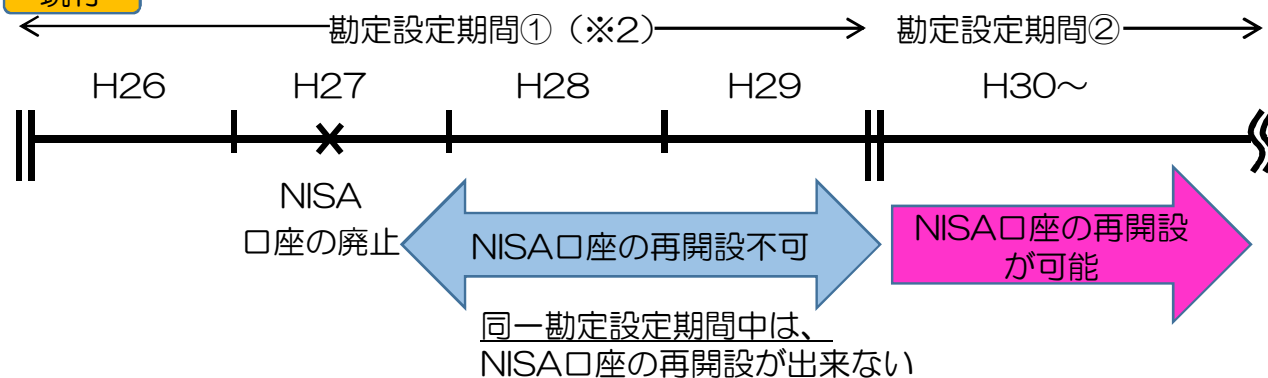 現行
勘定設定期間①（※2）
勘定設定期間②
H26
H27
H28
H29
H30～
NISA
口座の廃止
NISA口座の再開設不可
NISA口座の再開設
が可能
同一勘定設定期間中は、
NISA口座の再開設が出来ない